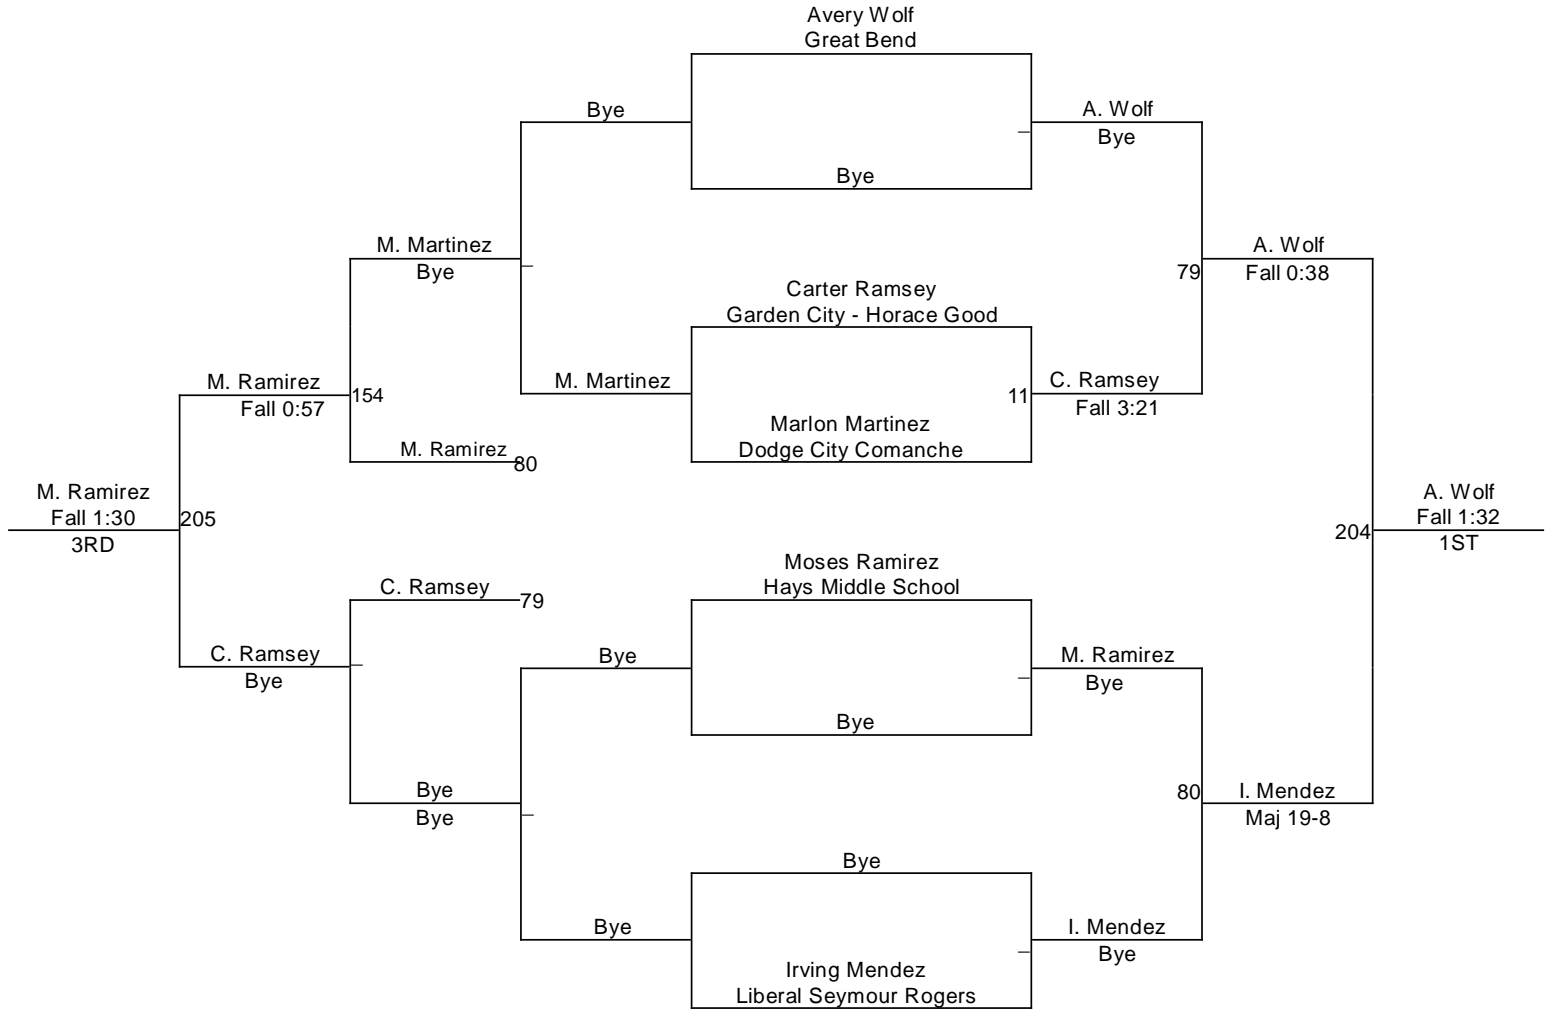 Avery Wolf
Great Bend
Bye
A. Wolf
Bye
Bye
M. Martinez
Bye
A. Wolf
Fall 0:38
79
Carter Ramsey
Garden City - Horace Good
M. Ramirez
Fall 0:57
154
M. Martinez
11
C. Ramsey
Fall 3:21
Marlon Martinez
Dodge City Comanche
M. Ramirez
80
M. Ramirez
Fall 1:30
3RD
205
A. Wolf
Fall 1:32
1ST
204
Moses Ramirez
Hays Middle School
C. Ramsey
79
C. Ramsey
Bye
Bye
M. Ramirez
Bye
Bye
Bye
Bye
80
I. Mendez
Maj 19-8
Bye
Bye
I. Mendez
Bye
Irving Mendez
Liberal Seymour Rogers